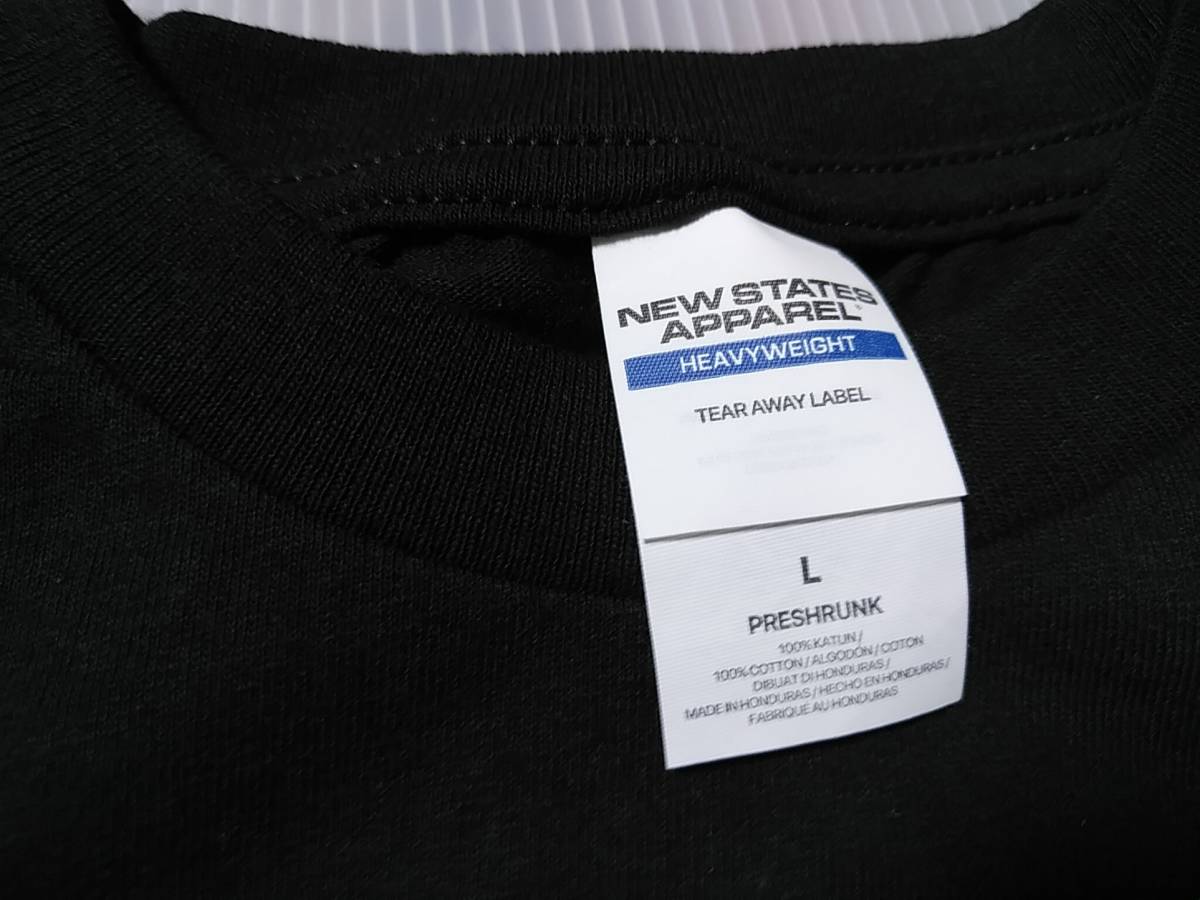 NEW STATES
APPAREL®
HEAVYWEIGHT
TEAR AWAY LABEL
L
PRESHRUNK
100% KATUN /
100% COTTON / ALGODÓN / COTON
DIBUAT DI HONDURAS /
MADE IN HONDURAS / HECHO EN HONDURAS /
FABRIQUÉ AU HONDURAS